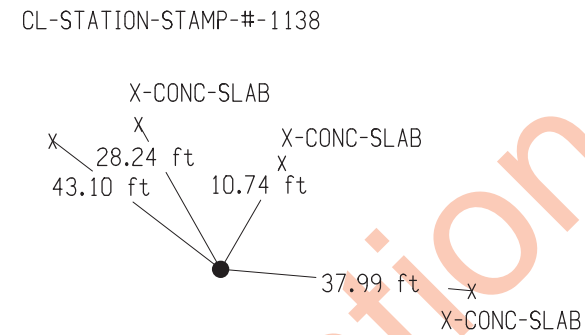 CL-STATION-STAMP-#-1138
X-CONC-SLAB
X
X
X-CONC-SLAB
X
28.24 ft
43.10 ft
10.74 ft
37.99 ft
X
X-CONC-SLAB